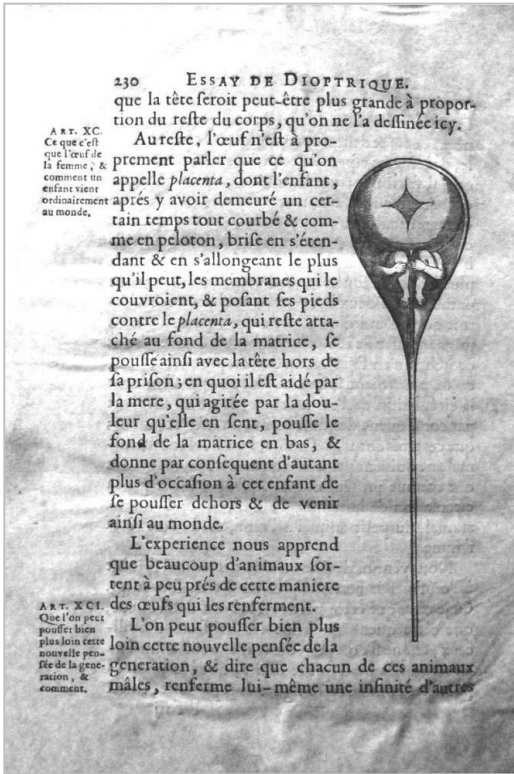 230 ESSAY DE DIOPTRIQUE.
que la tête ſeroit peut-être plus grande à propor-
tion du reſte du corps, qu'on ne l'a deſſinée icy.
ART. XC.
Ce que c'eſt
que l'œuf de
la femme, &
comment un
enfant vient
ordinairement
au monde.
Au reſte, l'œuf n'eſt à pro-
prement parler que ce qu'on
appelle placenta, dont l'enfant,
aprés y avoir demeuré un cer-
tain temps tout courbé & com-
me en peloton, briſe en s'éten-
dant & en s'allongeant le plus
qu'il peut, les membranes qui le
couvroient, & poſant ſes pieds
contre le placenta, qui reſte atta-
ché au fond de la matrice, ſe
pouſſe ainſi avec la tête hors de
ſa priſon ; en quoi il eſt aidé par
la mere, qui agitée par la dou-
leur qu'elle en ſent, pouſſe le
fond de la matrice en bas, &
donne par conſequent d'autant
plus d'occaſion à cet enfant de
ſe pouſſer dehors & de venir
ainſi au monde.
L'experience nous apprend
que beaucoup d'animaux ſor-
tent à peu prés de cette maniere
des œufs qui les renferment.
ART. XCI.
Que l'on peut
pouſſer bien
plus loin cette
nouvelle pen-
ſée de la gene-
ration, &
comment.
L'on peut pouſſer bien plus
loin cette nouvelle penſée de la
generation, & dire que chacun de ces animaux
mâles, renferme lui-même une infinité d'autres